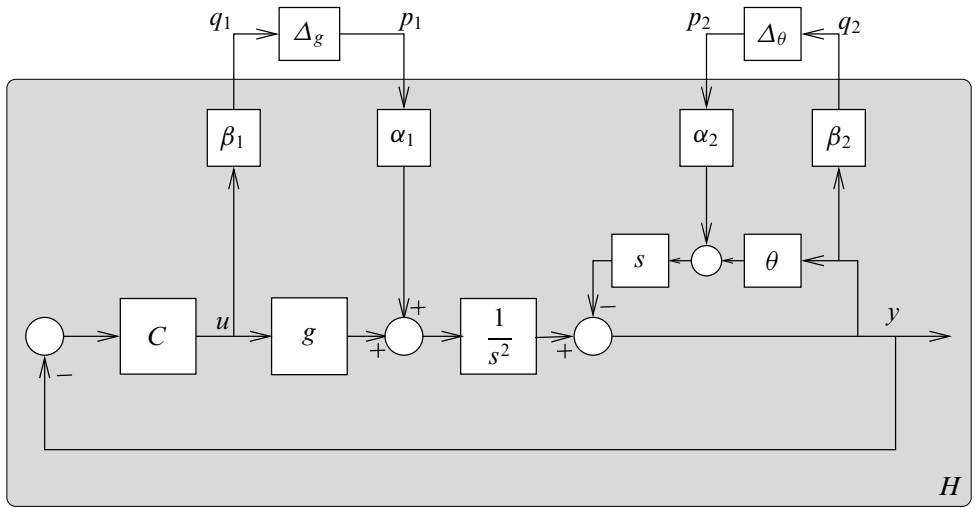 q₁ Δg p₁ p₂ Δθ q₂
β₁ α₁ α₂ β₂
s θ
+ −
C u g + 1/s² + y
−
H